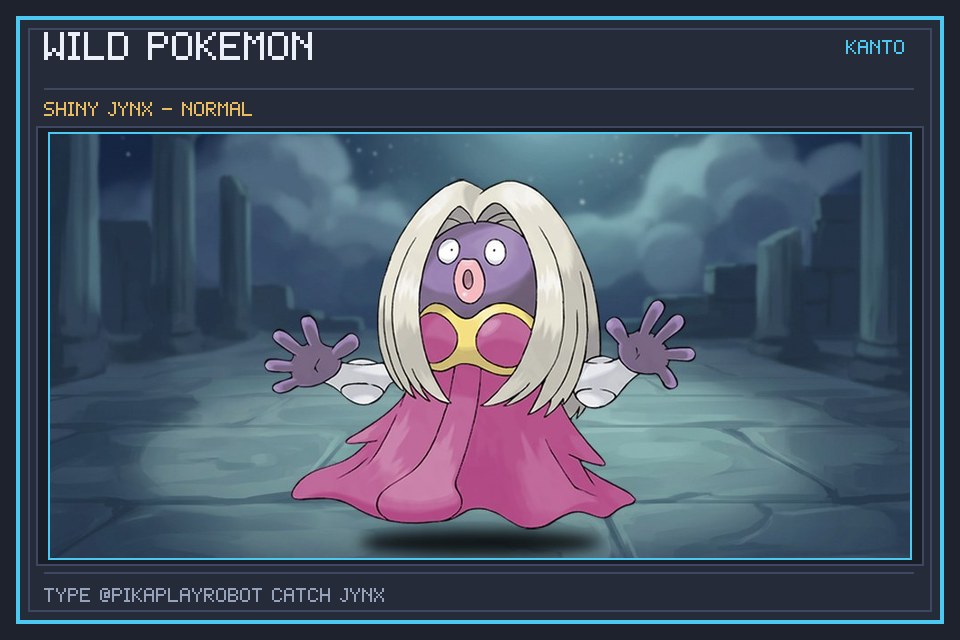 WILD POKEMON
KANTO
SHINY JYNX - NORMAL
TYPE @PIKAPLAYROBOT CATCH JYNX